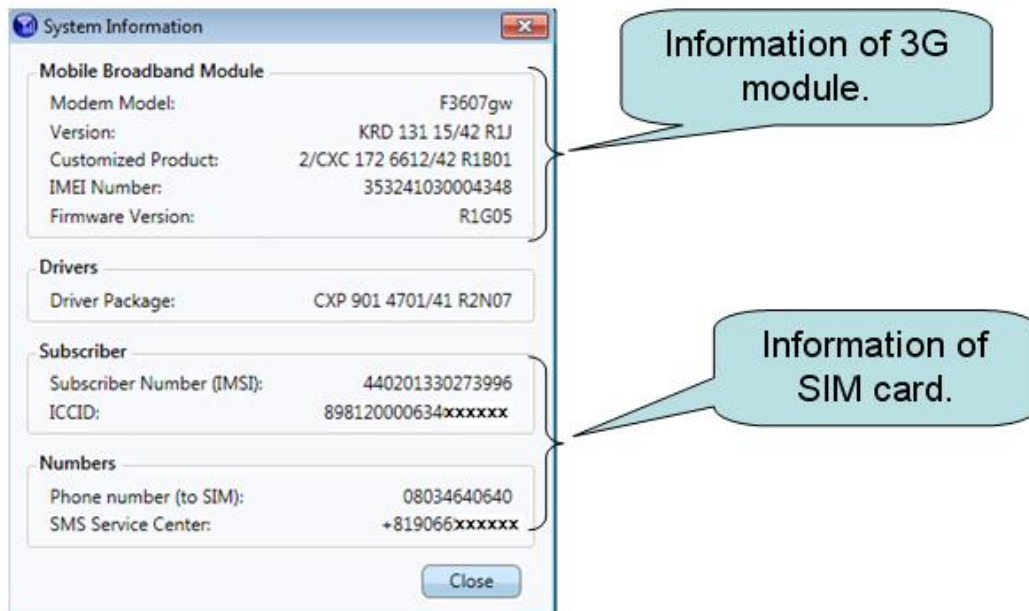 System Information
Mobile Broadband Module
Modem Model: F3607gw
Version: KRD 131 15/42 R1J
Customized Product: 2/CXC 172 6612/42 R1B01
IMEI Number: 353241030004348
Firmware Version: R1G05
Drivers
Driver Package: CXP 901 4701/41 R2N07
Subscriber
Subscriber Number (IMSI): 440201330273996
ICCID: 898120000634xxxxxx
Numbers
Phone number (to SIM): 08034640640
SMS Service Center: +819066xxxxxx
Close
Information of 3G
module.
Information of
SIM card.